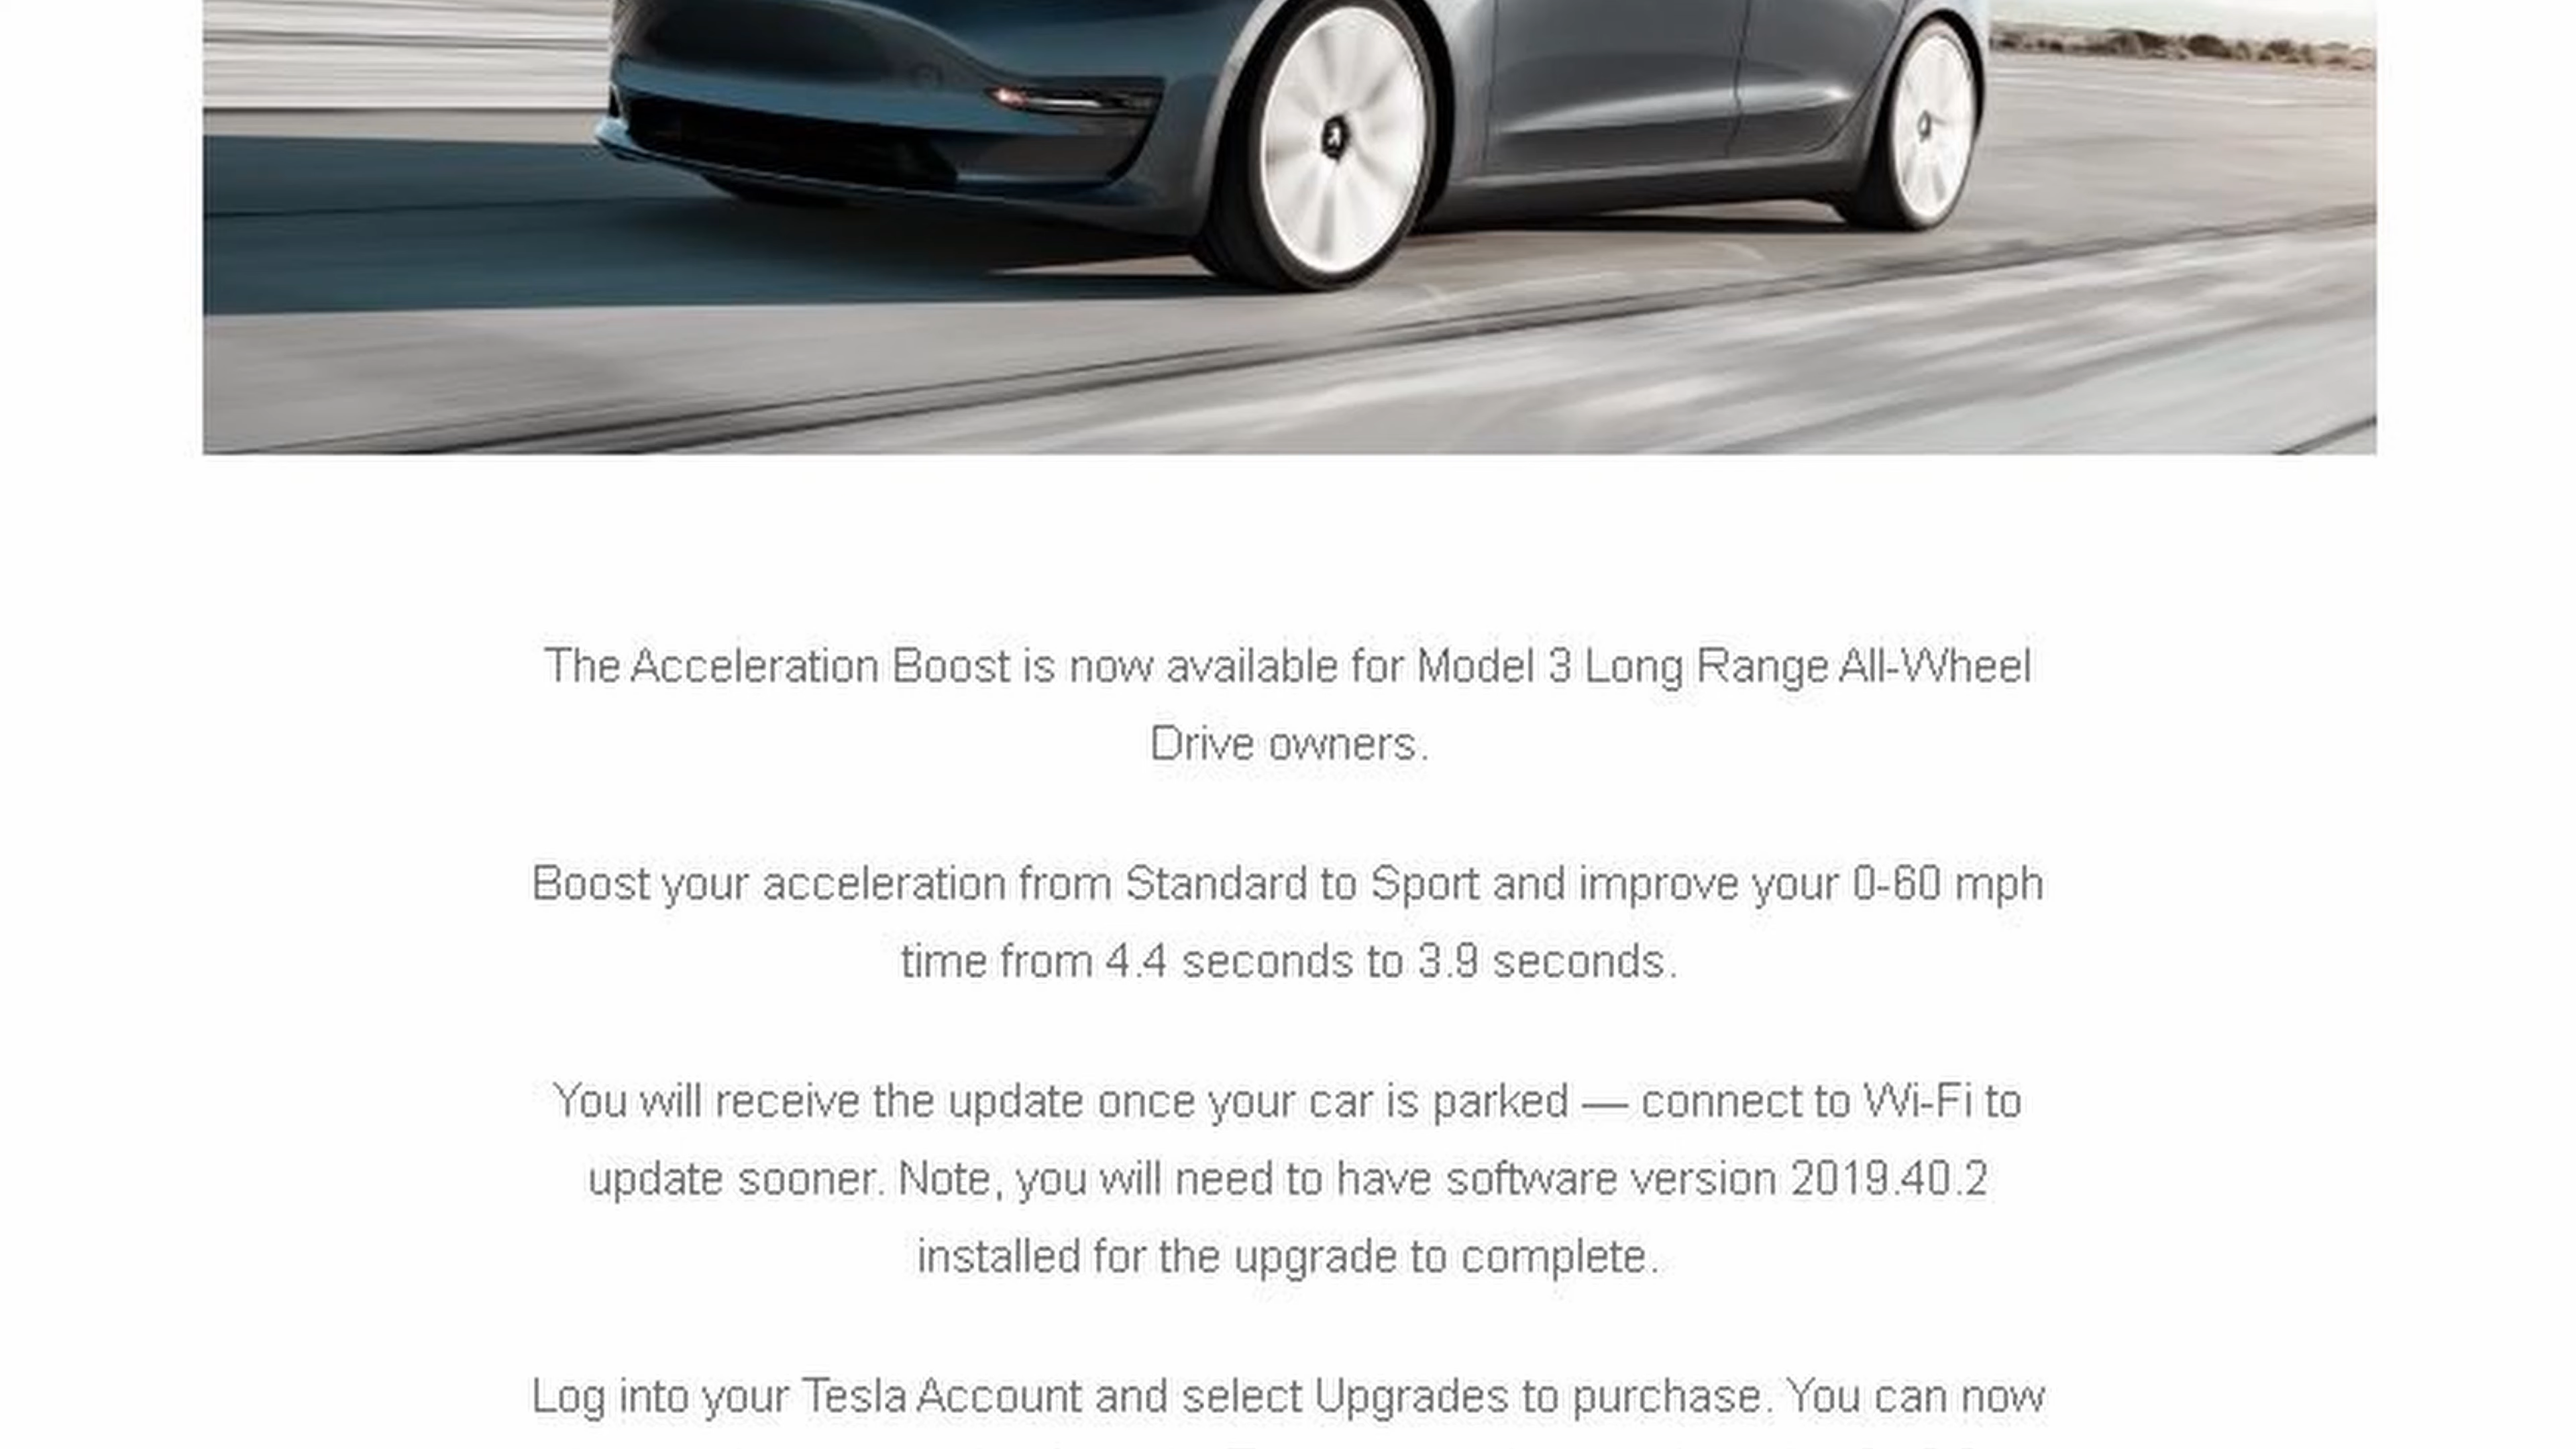 The Acceleration Boost is now available for Model 3 Long Range All-Wheel
Drive owners.
Boost your acceleration from Standard to Sport and improve your 0-60 mph
time from 4.4 seconds to 3.9 seconds.
You will receive the update once your car is parked — connect to Wi-Fi to
update sooner. Note, you will need to have software version 2019.40.2
installed for the upgrade to complete.
Log into your Tesla Account and select Upgrades to purchase. You can now